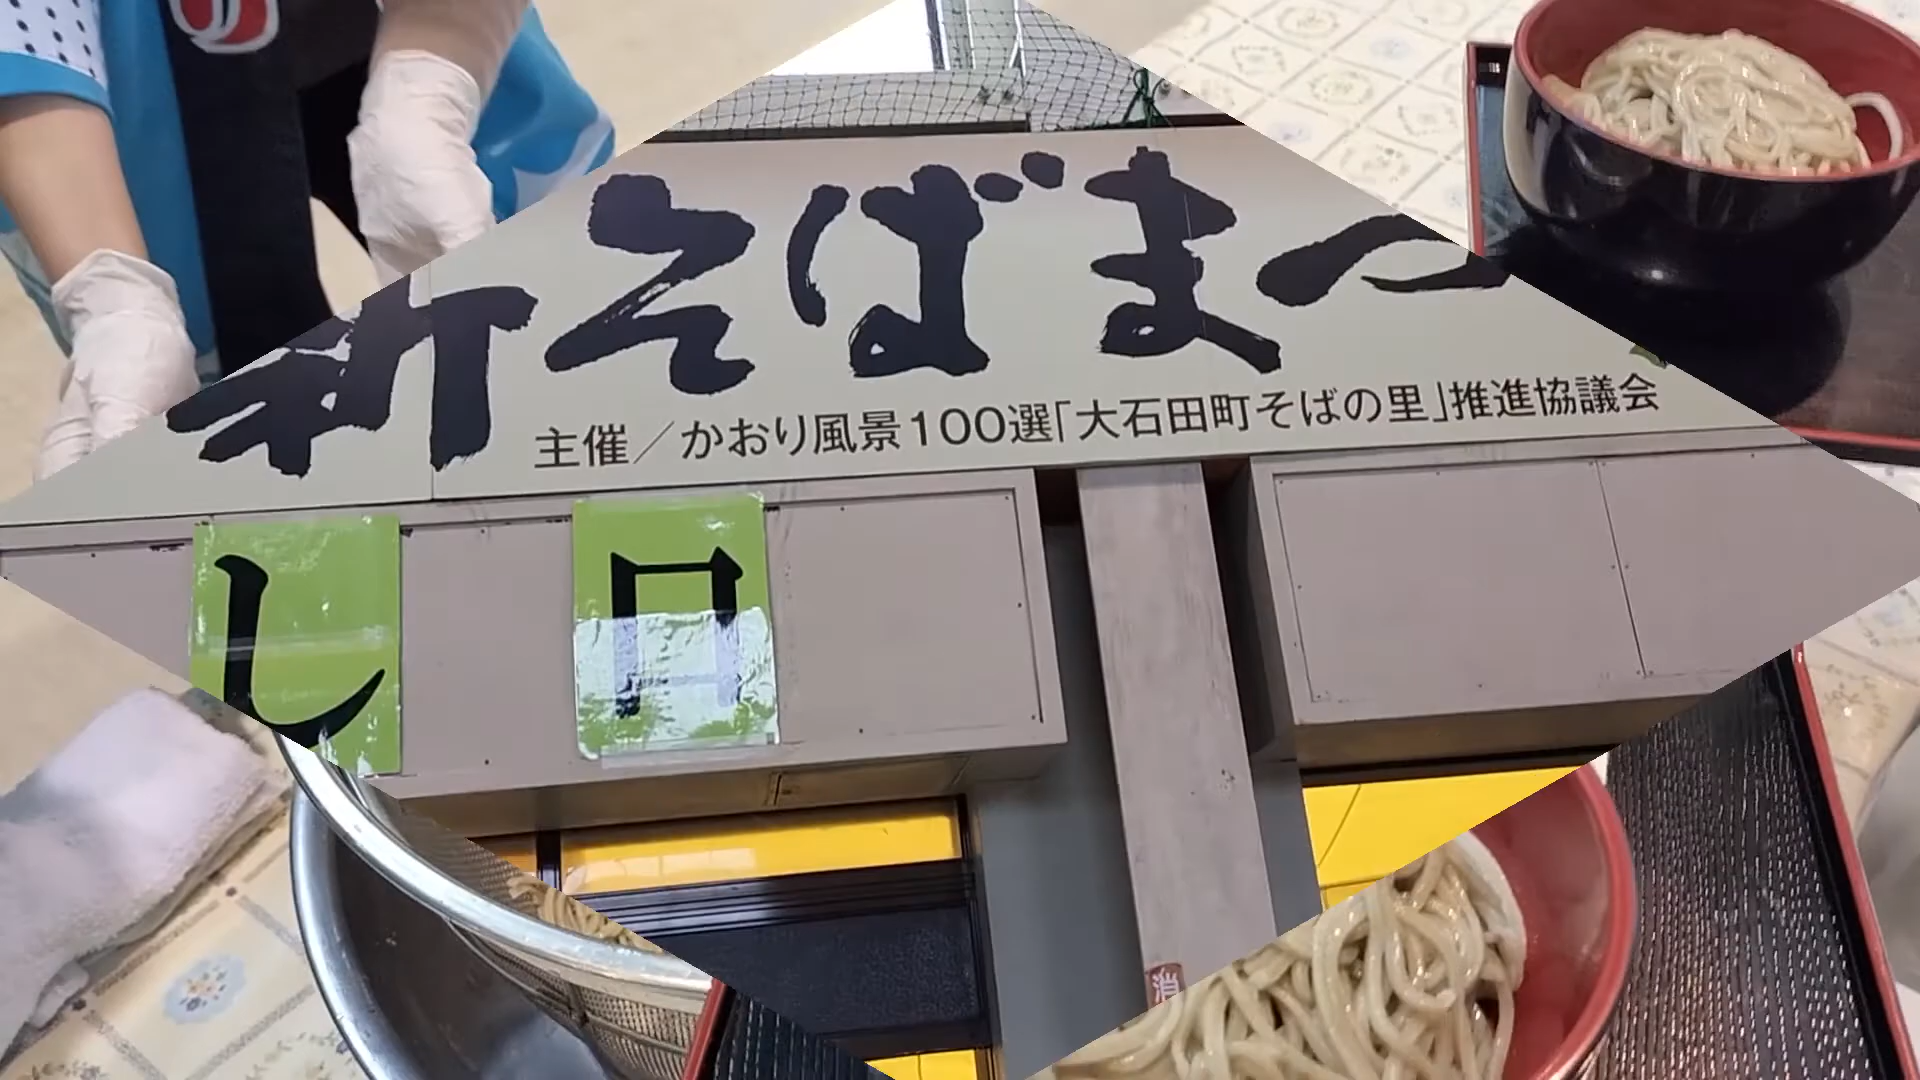 新そばまつ
主催／かおり風景100選「大石田町そばの里」推進協議会
し
消